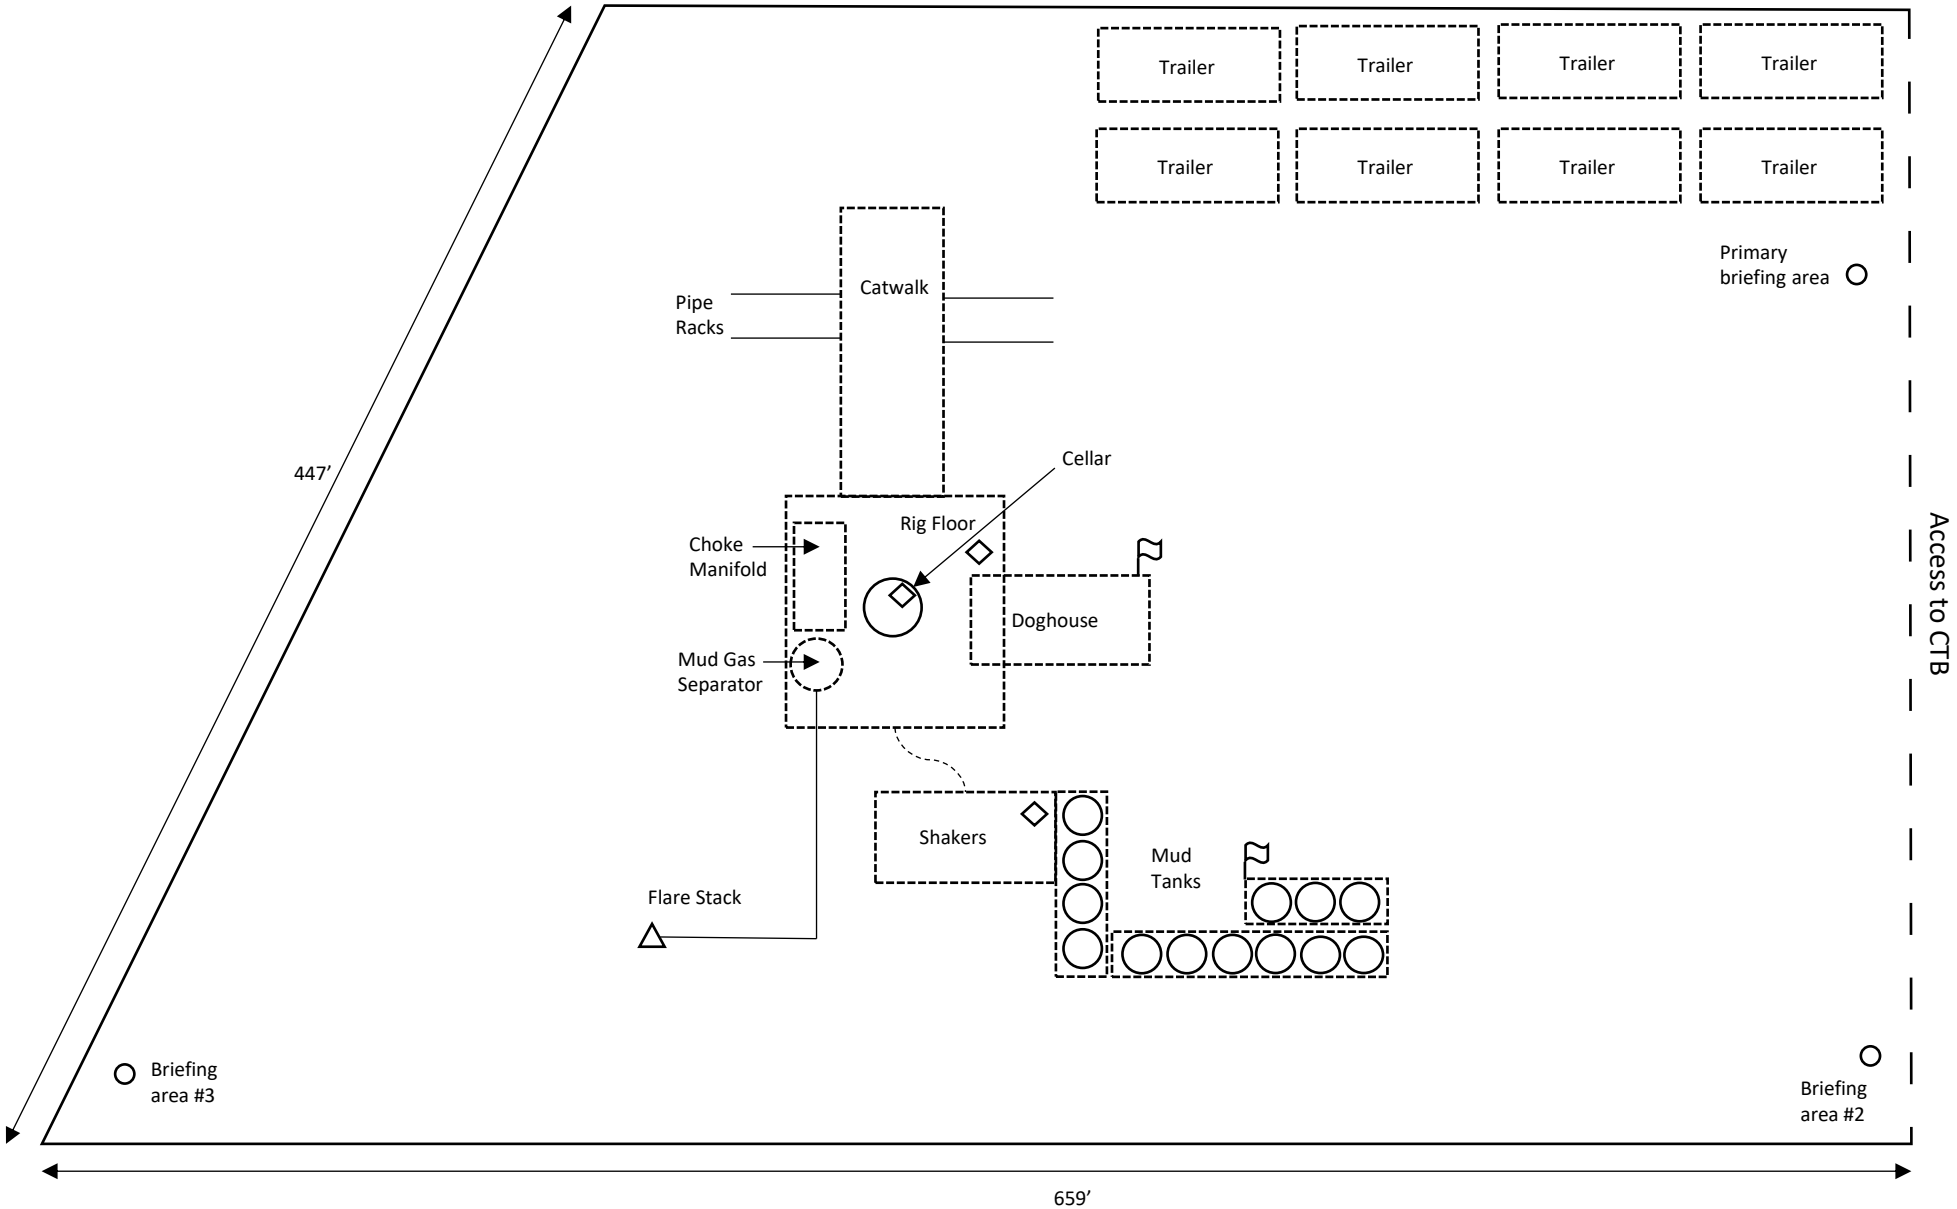 Trailer
Trailer
Trailer
Trailer
Trailer
Trailer
Trailer
Trailer
Primary
briefing area
Catwalk
Pipe
Racks
447’
Cellar
Rig Floor
Choke
Manifold
Doghouse
Access to CTB
Mud Gas
Separator
Shakers
Mud
Tanks
Flare Stack
Briefing
area #3
Briefing
area #2
659’